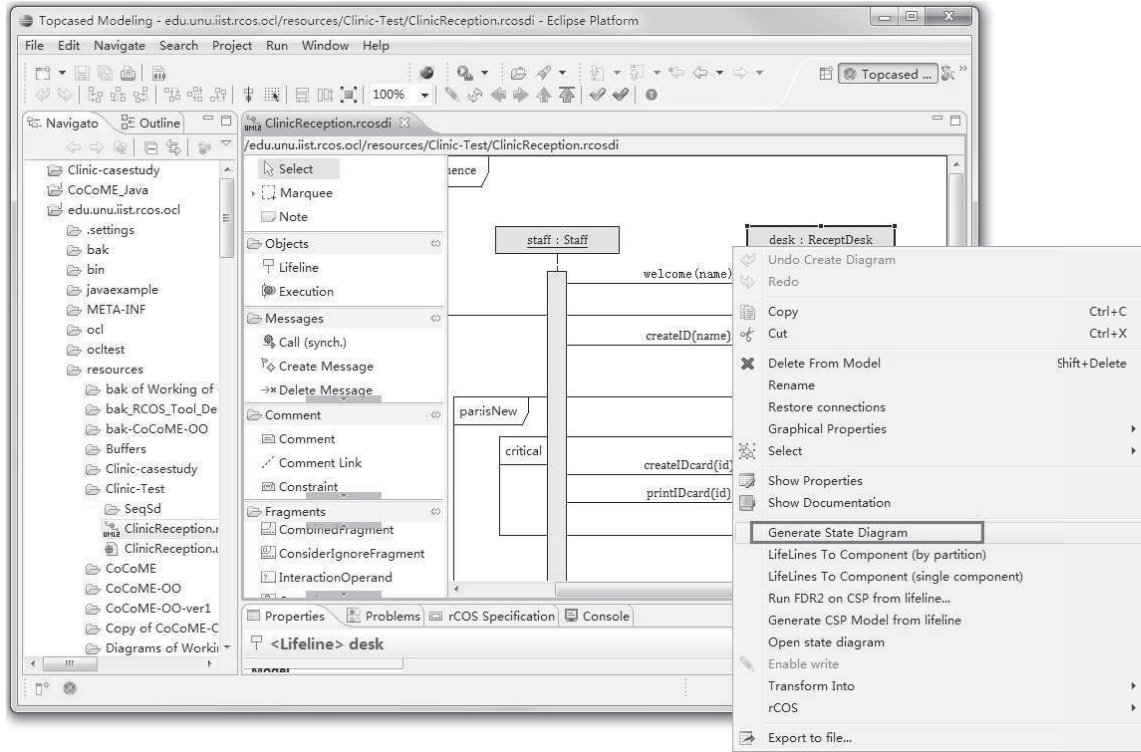 Topcased Modeling - edu.unu.iist.rcos.ocl/resources/Clinic-Test/ClinicReception.rcosdi - Eclipse Platform
File Edit Navigate Search Project Run Window Help
Topcased ...
100%
Navigato Outline
Clinic-casestudy
CoCoME_Java
edu.unu.iist.rcos.ocl
.settings
bak
bin
javaexample
META-INF
ocl
ocltest
resources
bak of Working of
bak_RCOS_Tool_De
bak-CoCoME-OO
Buffers
Clinic-casestudy
Clinic-Test
SeqSd
ClinicReception.r
ClinicReception.u
CoCoME
CoCoME-OO
CoCoME-OO-ver1
Copy of CoCoME-C
Diagrams of Workin
ClinicReception.rcosdi
/edu.unu.iist.rcos.ocl/resources/Clinic-Test/ClinicReception.rcosdi
Select
Marquee
Note
Objects
Lifeline
Execution
Messages
Call (synch.)
Create Message
Delete Message
Comment
Comment
Comment Link
Constraint
Fragments
CombinedFragment
ConsiderIgnoreFragment
InteractionOperand
ience
staff : Staff
desk : ReceptDesk
welcome(name)
createID(name)
par:isNew
critical
createIDcard(id)
printIDcard(id)
Properties Problems rCOS Specification Console
<Lifeline> desk
Model
Undo Create Diagram
Redo
Copy Ctrl+C
Cut Ctrl+X
Delete From Model Shift+Delete
Rename
Restore connections
Graphical Properties
Select
Show Properties
Show Documentation
Generate State Diagram
LifeLines To Component (by partition)
LifeLines To Component (single component)
Run FDR2 on CSP from lifeline...
Generate CSP Model from lifeline
Open state diagram
Enable write
Transform Into
rCOS
Export to file...